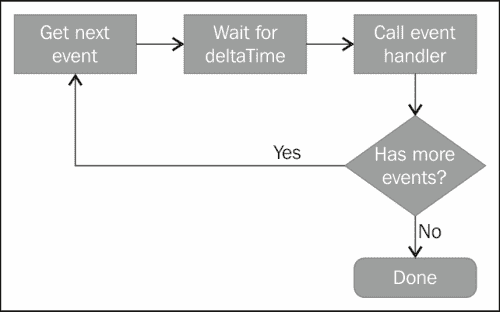 Get next
event
Wait for
deltaTime
Call event
handler
Has more
events?
Yes
No
Done